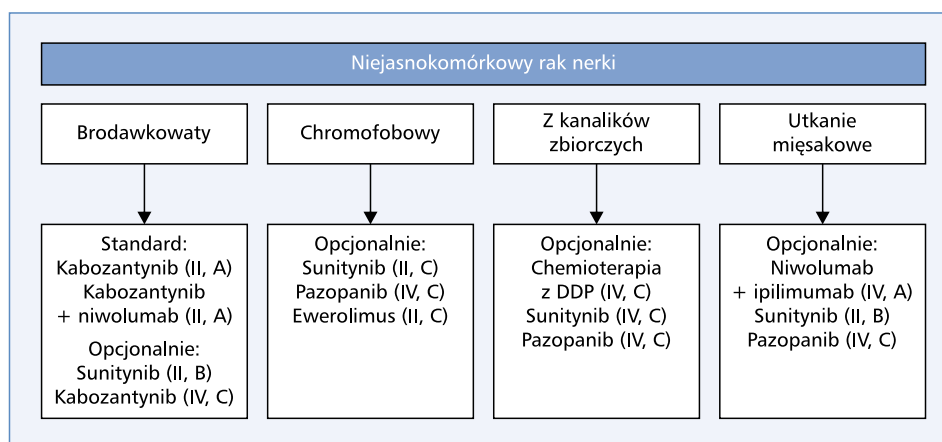 Niejasnokomórkowy rak nerki
Brodawkowaty
Chromofobowy
Z kanalików
zbiorczych
Utkanie
mięsakowe
Standard:
Kabozantynib (II, A)
Kabozantynib
+ niwolumab (II, A)
Opcjonalnie:
Sunitynib (II, B)
Kabozantynib (IV, C)
Opcjonalnie:
Sunitynib (II, C)
Pazopanib (IV, C)
Ewerolimus (II, C)
Opcjonalnie:
Chemioterapia
z DDP (IV, C)
Sunitynib (IV, C)
Pazopanib (IV, C)
Opcjonalnie:
Niwolumab
+ ipilimumab (IV, A)
Sunitynib (II, B)
Pazopanib (IV, C)